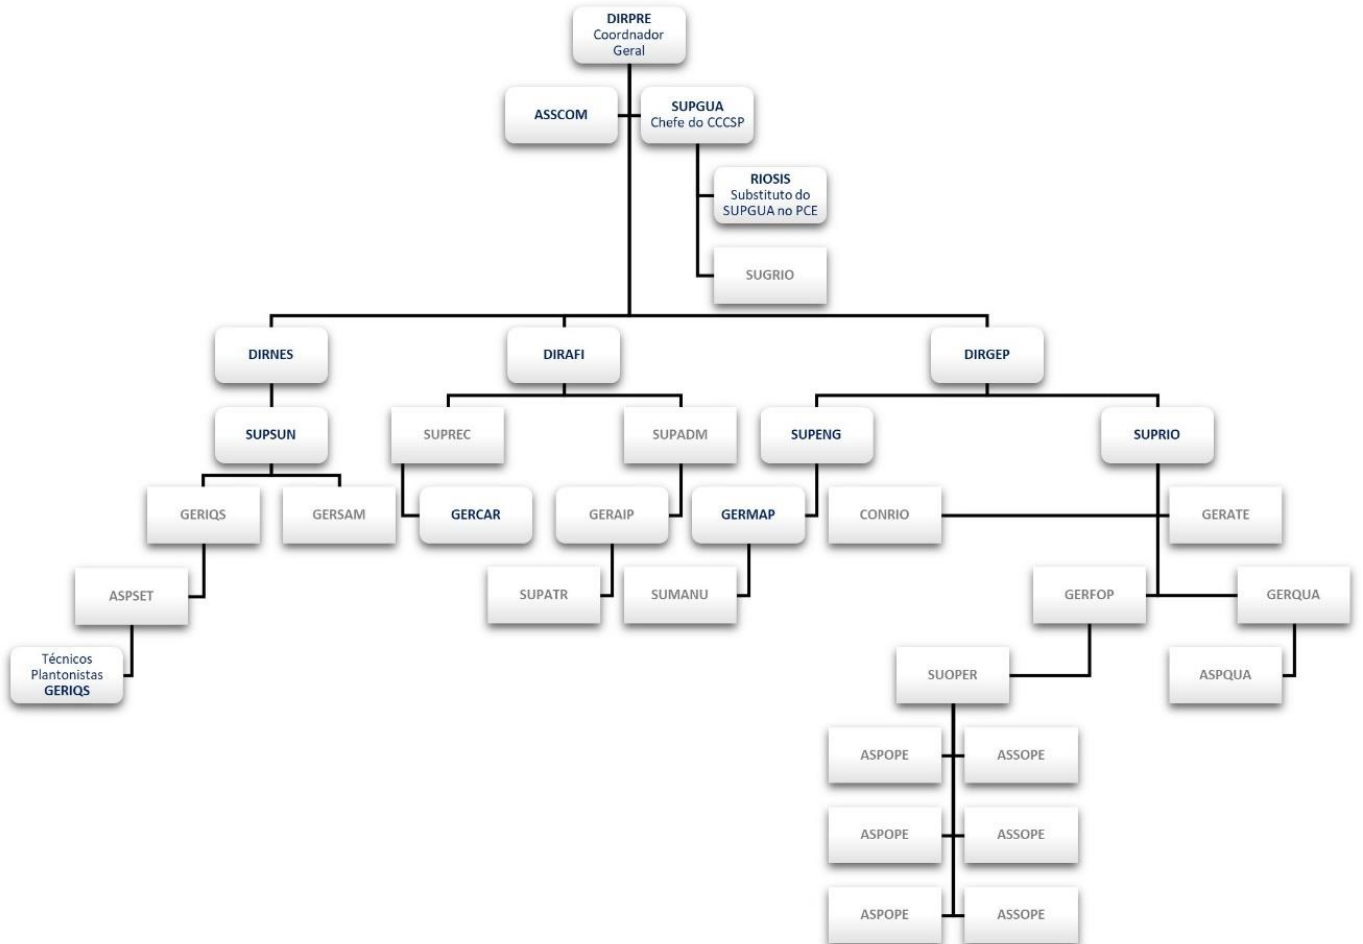 DIRPRE
Coordnador
Geral
ASSCOM
SUPGUA
Chefe do CCCSP
RIOSIS
Substituto do
SUPGUA no PCE
SUGRIO
DIRNES
DIRAFI
DIRGEP
SUPSUN
SUPREC
SUPADM
SUPENG
SUPRIO
GERIQS
GERSAM
GERCAR
GERAIP
GERMAP
CONRIO
GERATE
ASPSET
SUPATR
SUMANU
GERFOP
GERQUA
Técnicos
Plantonistas
GERIQS
SUOPER
ASPQUA
ASPOPE
ASSOPE
ASPOPE
ASSOPE
ASPOPE
ASSOPE